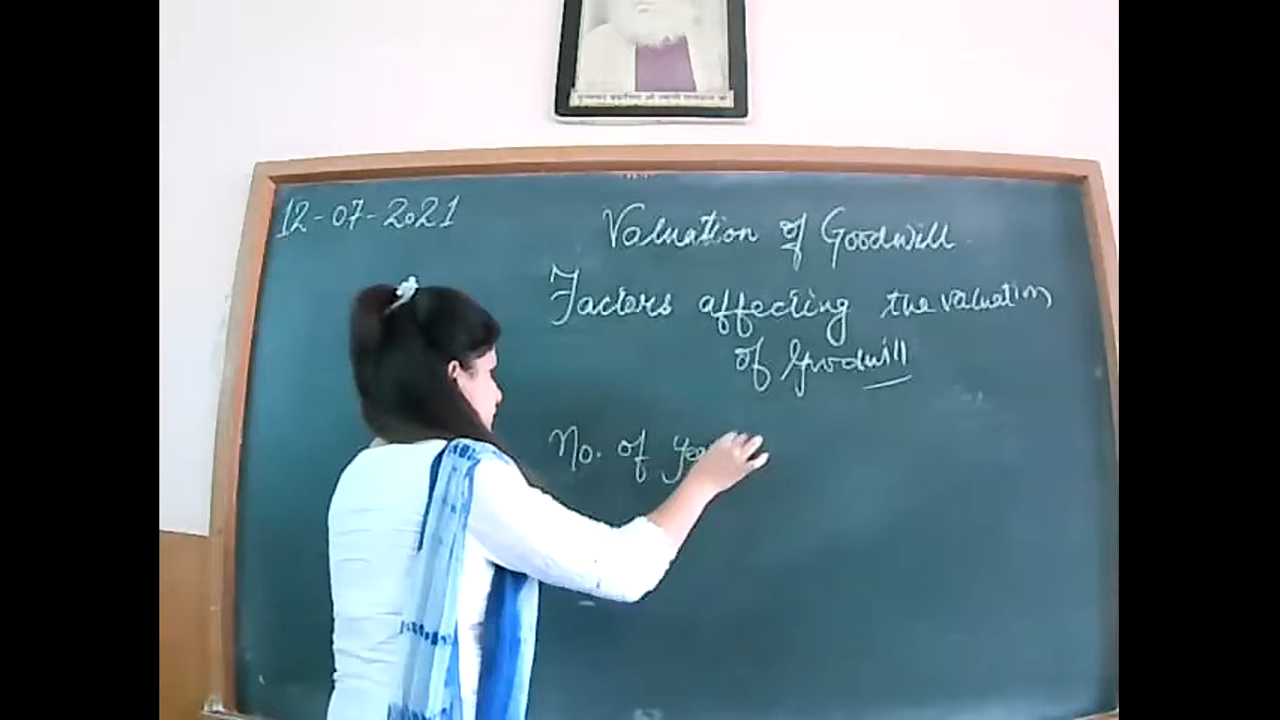 12-07-2021
Valuation of Goodwill
Factors affecting the valuation
of Goodwill
No. of